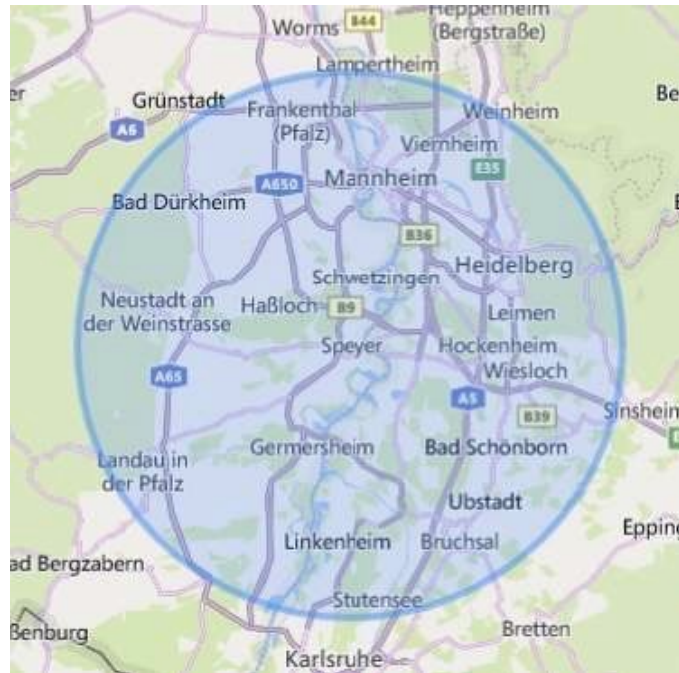 Heppenheim
(Bergstraße)
B44
Worms
Lampertheim
Grünstadt
Frankenthal
(Pfalz)
Weinheim
A6
Viernheim
E35
A650
Mannheim
Bad Dürkheim
B36
Heidelberg
Schwetzingen
Neustadt an
der Weinstrasse
Haßloch
B9
Leimen
Speyer
Hockenheim
Wiesloch
A65
A5
B39
Sinsheim
Germersheim
Bad Schönborn
Landau in
der Pfalz
Ubstadt
Epping
Linkenheim
Bruchsal
ad Bergzabern
Stutensee
ßenburg
Bretten
Karlsruhe